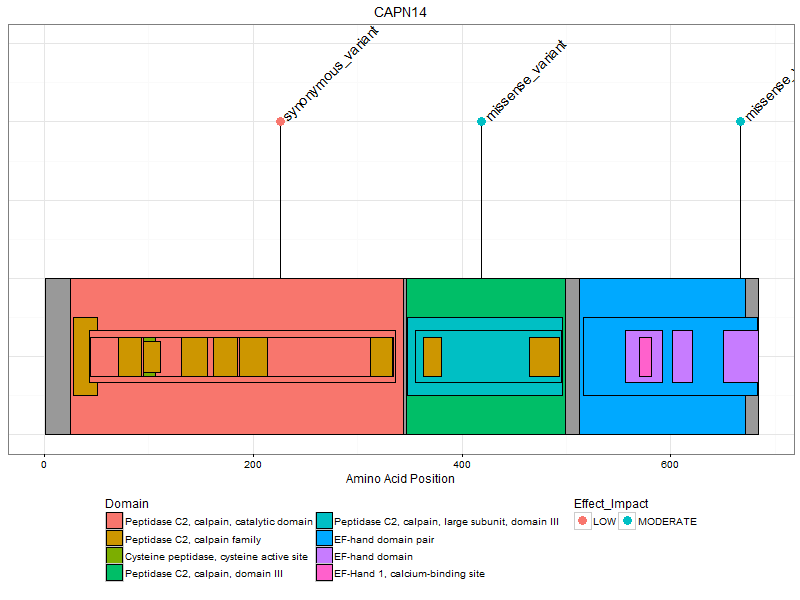 CAPN14
synonymous_variant
missense_variant
missense_
0 200 400 600
Amino Acid Position
Domain
Peptidase C2, calpain, catalytic domain
Peptidase C2, calpain, large subunit, domain III
Peptidase C2, calpain family
EF-hand domain pair
Cysteine peptidase, cysteine active site
EF-hand domain
Peptidase C2, calpain, domain III
EF-Hand 1, calcium-binding site
Effect_Impact
LOW MODERATE